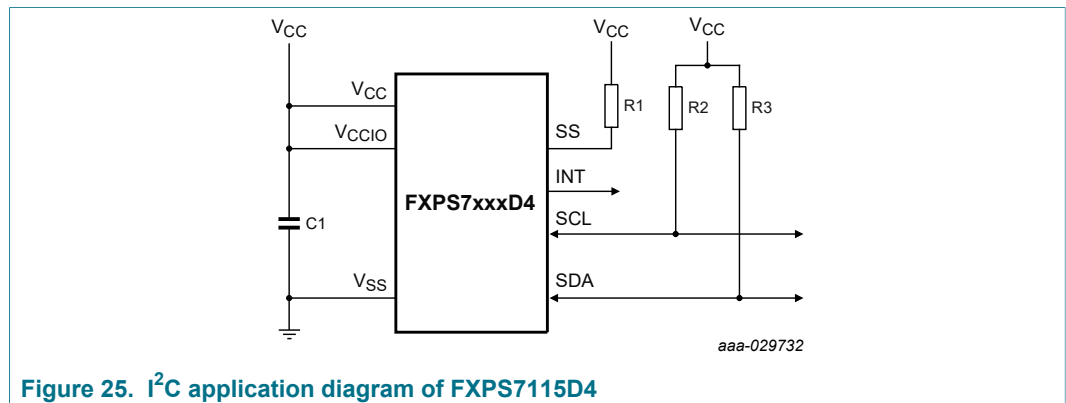 VCC
VCC
VCC
VCC
R1
R2
R3
VCCIO
SS
INT
FXPS7xxxD4
SCL
C1
VSS
SDA
aaa-029732
Figure 25. I²C application diagram of FXPS7115D4